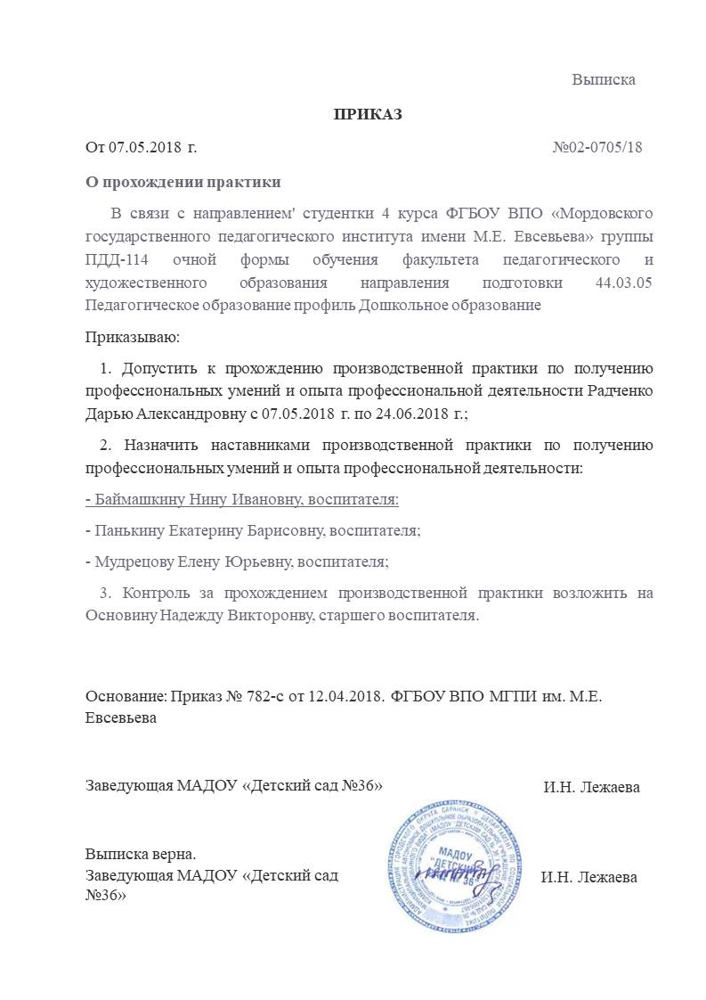 Выписка
ПРИКАЗ
От 07.05.2018 г. №02-0705/18
О прохождении практики
В связи с направлением' студентки 4 курса ФГБОУ ВПО «Мордовского
государственного педагогического института имени М.Е. Евсевьева» группы
ПДД-114 очной формы обучения факультета педагогического и
художественного образования направления подготовки 44.03.05
Педагогическое образование профиль Дошкольное образование
Приказываю:
1. Допустить к прохождению производственной практики по получению
профессиональных умений и опыта профессиональной деятельности Радченко
Дарью Александровну с 07.05.2018 г. по 24.06.2018 г.;
2. Назначить наставниками производственной практики по получению
профессиональных умений и опыта профессиональной деятельности:
- Баймашкину Нину Ивановну, воспитателя:
- Панькину Екатерину Барисовну, воспитателя;
- Мудрецову Елену Юрьевну, воспитателя;
3. Контроль за прохождением производственной практики возложить на
Основину Надежду Викторонву, старшего воспитателя.
Основание: Приказ № 782-с от 12.04.2018. ФГБОУ ВПО МГПИ им. М.Е.
Евсевьева
Заведующая МАДОУ «Детский сад №36» И.Н. Лежаева
Выписка верна.
Заведующая МАДОУ «Детский сад
№36» И.Н. Лежаева
МАДОУ
"ДЕТСКИЙ
САД № 36"